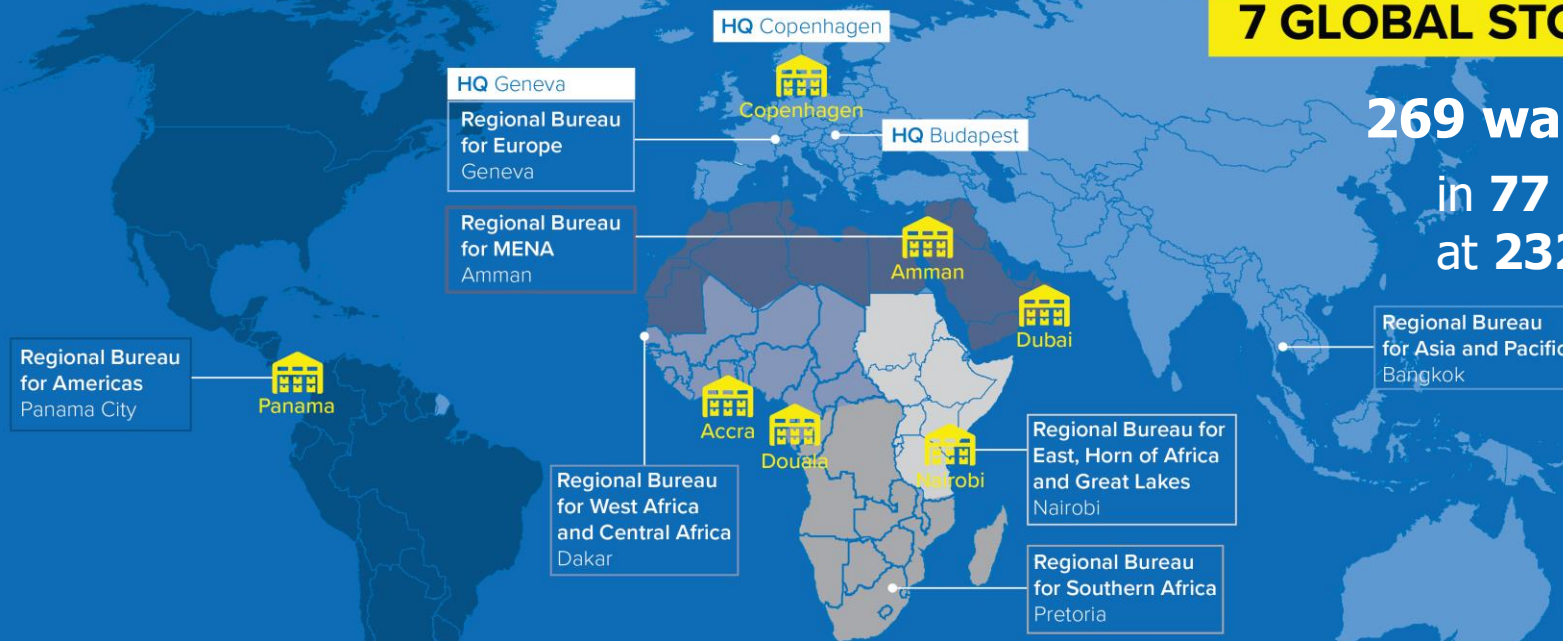 HQ Copenhagen
7 GLOBAL STO
HQ Geneva
Regional Bureau
for Europe
Geneva
Copenhagen
HQ Budapest
269 wa
in 77
at 232
Regional Bureau
for MENA
Amman
Amman
Dubai
Regional Bureau
for Asia and Pacific
Bangkok
Regional Bureau
for Americas
Panama City
Panama
Accra
Douala
Nairobi
Regional Bureau for
East, Horn of Africa
and Great Lakes
Nairobi
Regional Bureau
for West Africa
and Central Africa
Dakar
Regional Bureau
for Southern Africa
Pretoria